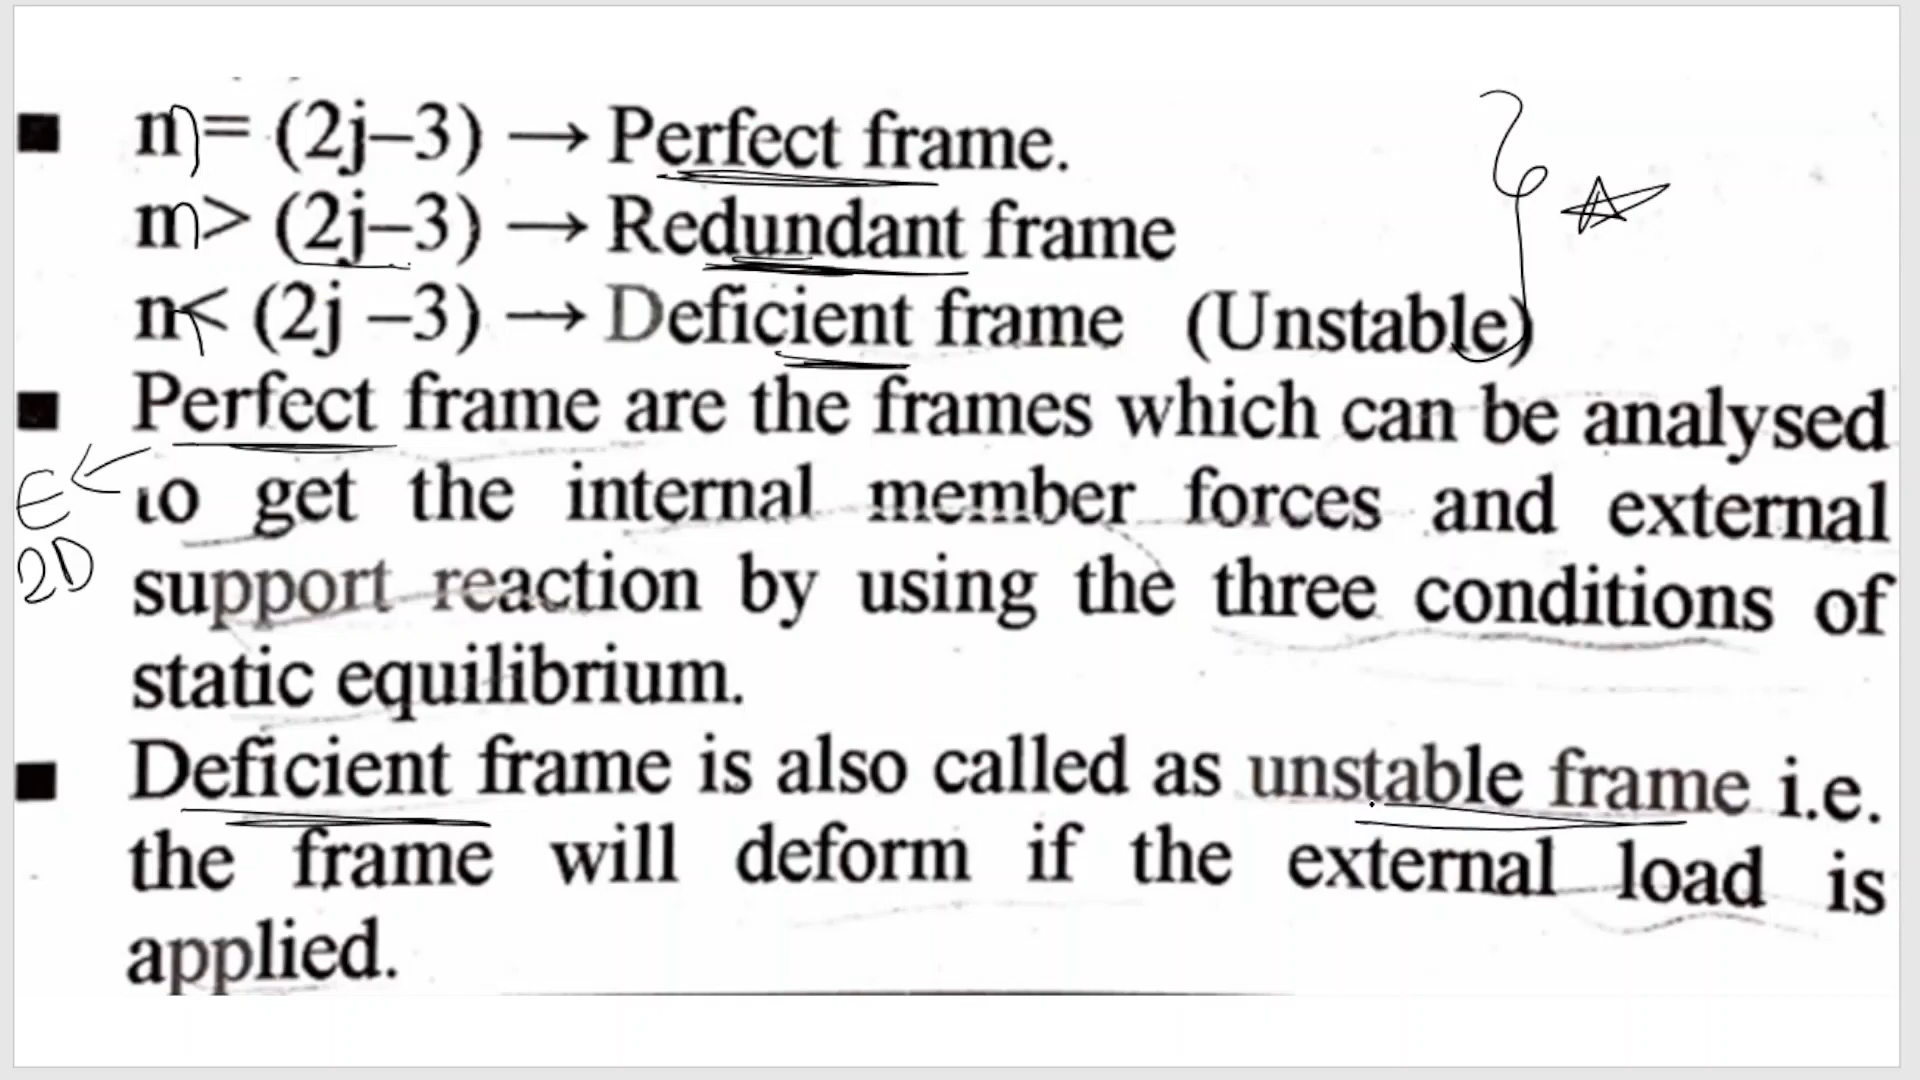 ■ m = (2j–3) → Perfect frame.
m > (2j–3) → Redundant frame
m < (2j –3) → Deficient frame (Unstable)
■ Perfect frame are the frames which can be analysed
to get the internal member forces and external
2D
support reaction by using the three conditions of
static equilibrium.
■ Deficient frame is also called as unstable frame i.e.
the frame will deform if the external load is
applied.